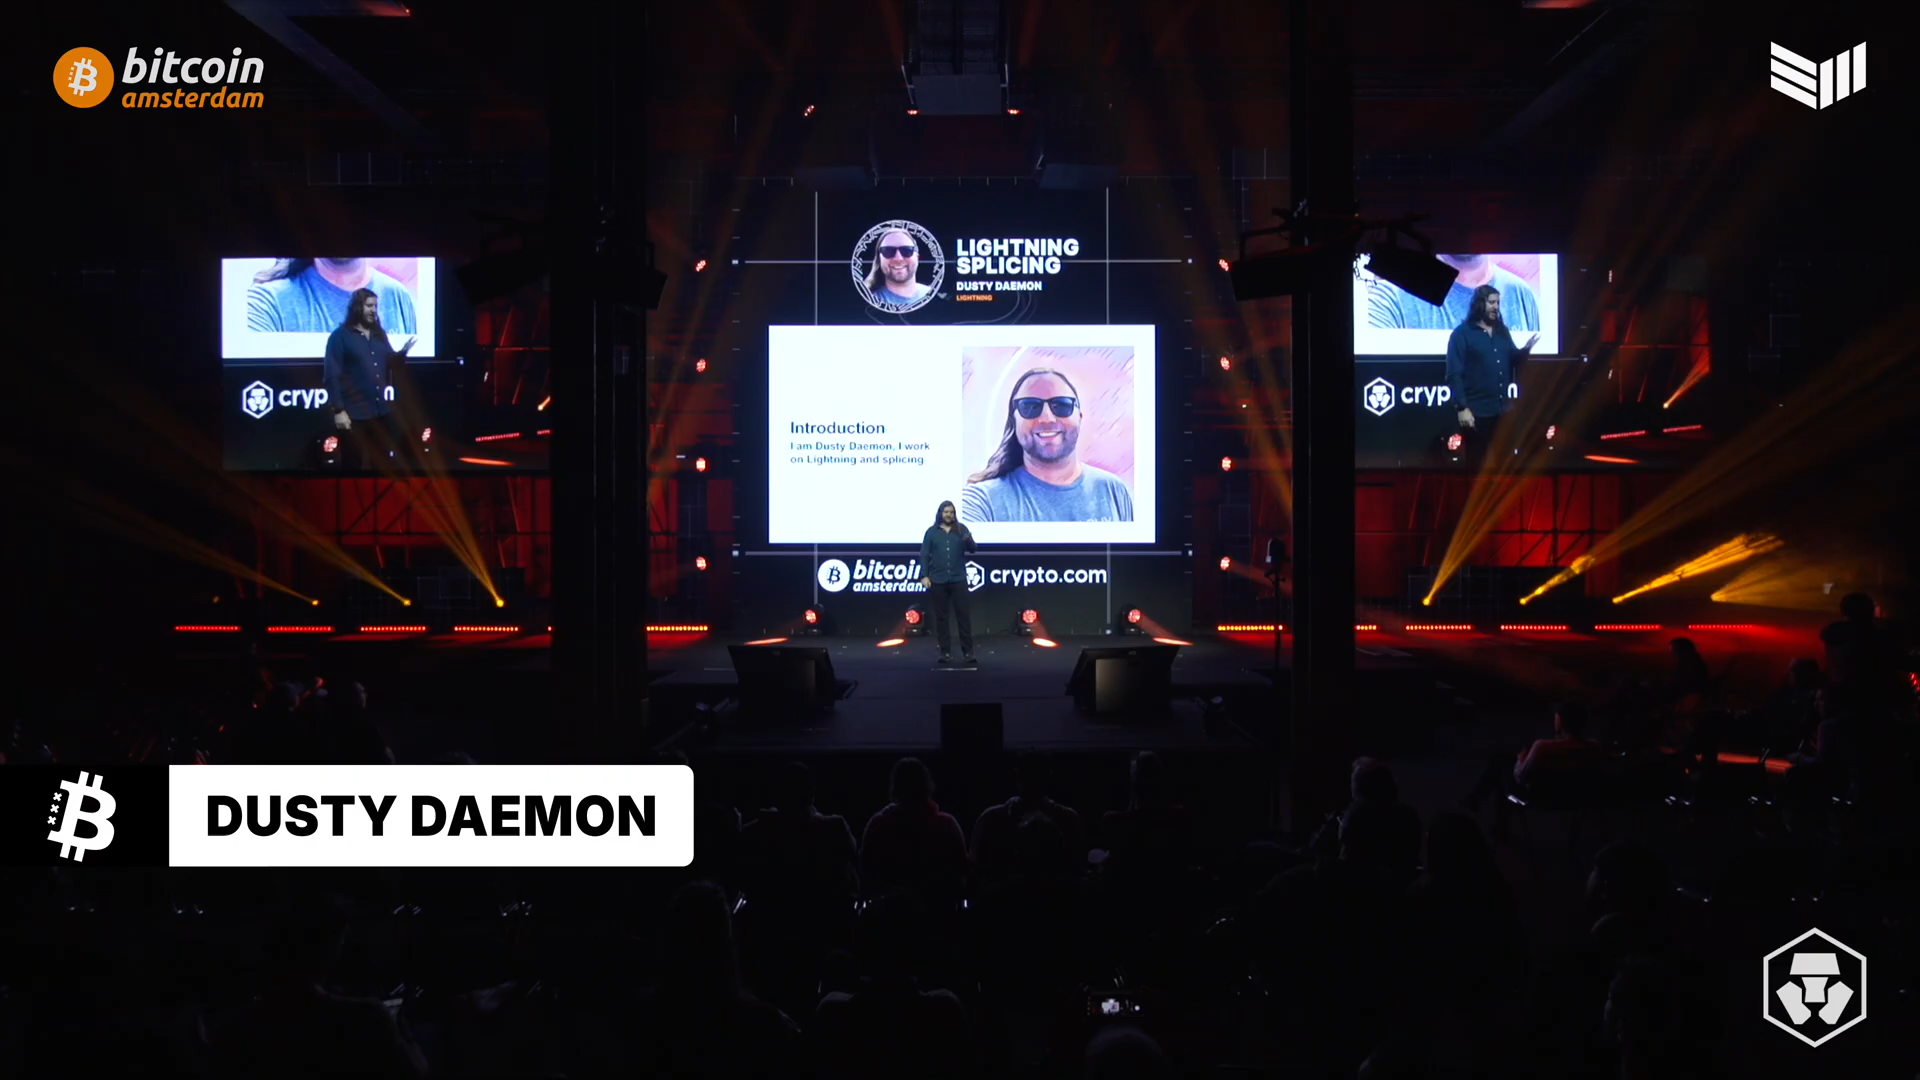 bitcoin
amsterdam
LIGHTNING
SPLICING
DUSTY DAEMON
LIGHTNING
Introduction
I am Dusty Daemon, I work
on Lightning and splicing
cryp
n
cryp
n
bitcoin
amsterdam
crypto.com
DUSTY DAEMON